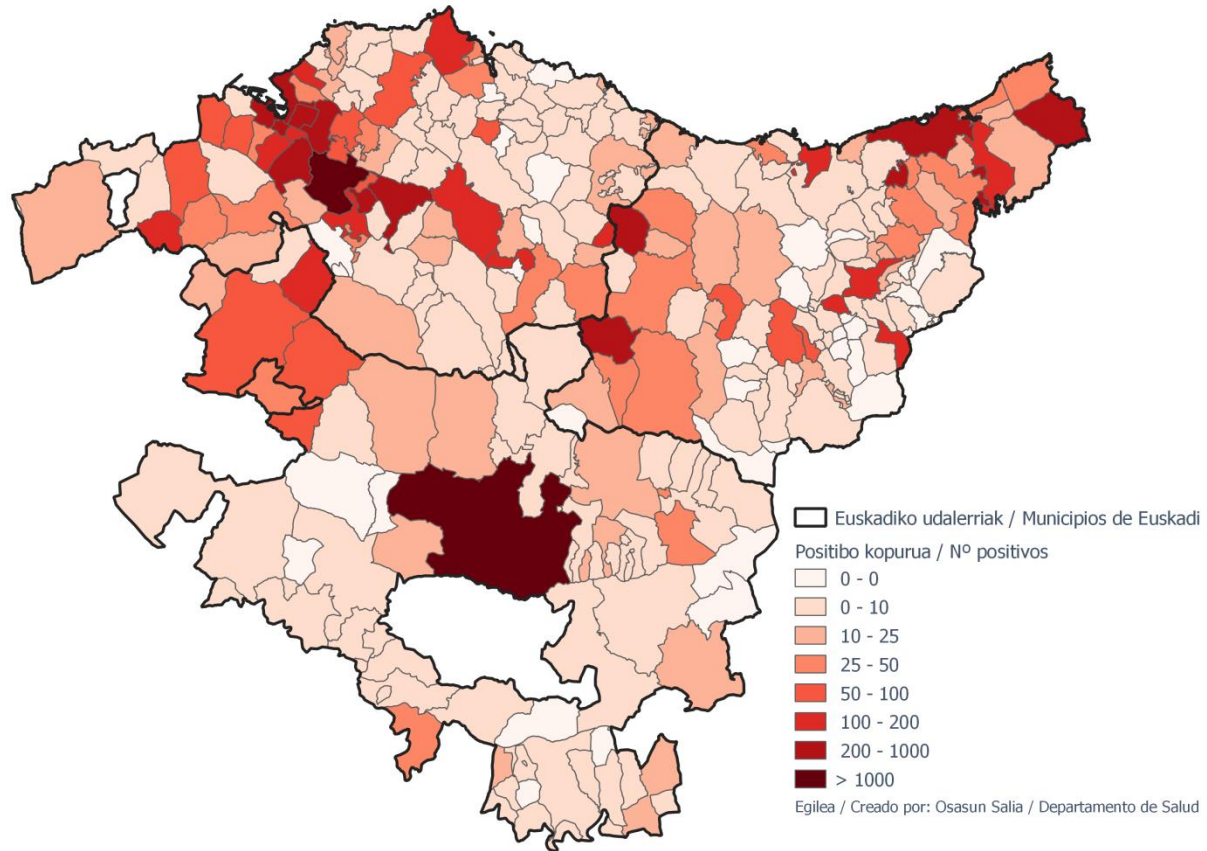 Euskadiko udalerriak / Municipios de Euskadi
Positibo kopurua / Nº positivos
0 - 0
0 - 10
10 - 25
25 - 50
50 - 100
100 - 200
200 - 1000
> 1000
Egilea / Creado por: Osasun Salia / Departamento de Salud